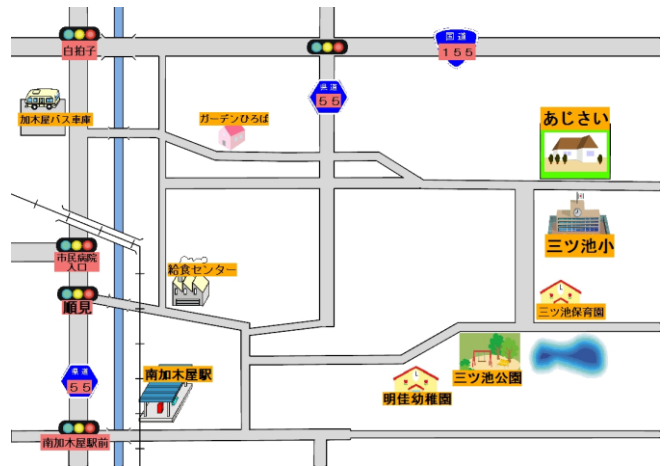 白拍子
国道
155
県道
55
加木屋バス車庫
ガーデンひろば
あじさい
三ツ池小
市民病院
入口
給食センター
順見
三ツ池保育園
県道
55
南加木屋駅
三ツ池公園
明佳幼稚園
南加木屋駅前